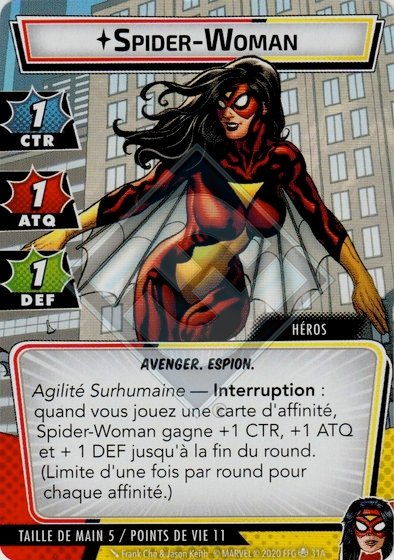 SPIDER-WOMAN
1
CTR
1
ATQ
1
DEF
HÉROS
AVENGER. ESPION.
Agilité Surhumaine — Interruption :
quand vous jouez une carte d'affinité,
Spider-Woman gagne +1 CTR, +1 ATQ
et + 1 DEF jusqu'à la fin du round.
(Limite d'une fois par round pour
chaque affinité.)
TAILLE DE MAIN 5 / POINTS DE VIE 11
Frank Cho & Jason Keith © MARVEL © 2020 FFG 31A